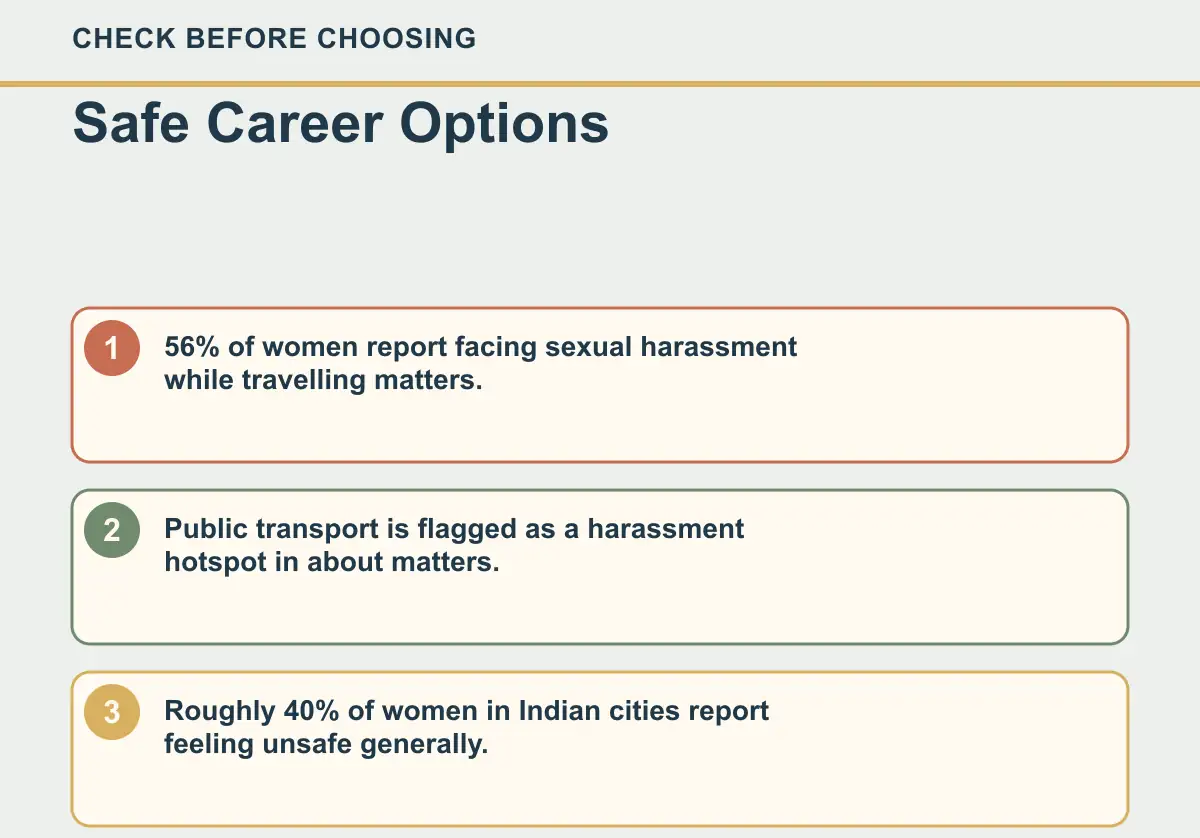 CHECK BEFORE CHOOSING
Safe Career Options
1
56% of women report facing sexual harassment
while travelling matters.
2
Public transport is flagged as a harassment
hotspot in about matters.
3
Roughly 40% of women in Indian cities report
feeling unsafe generally.